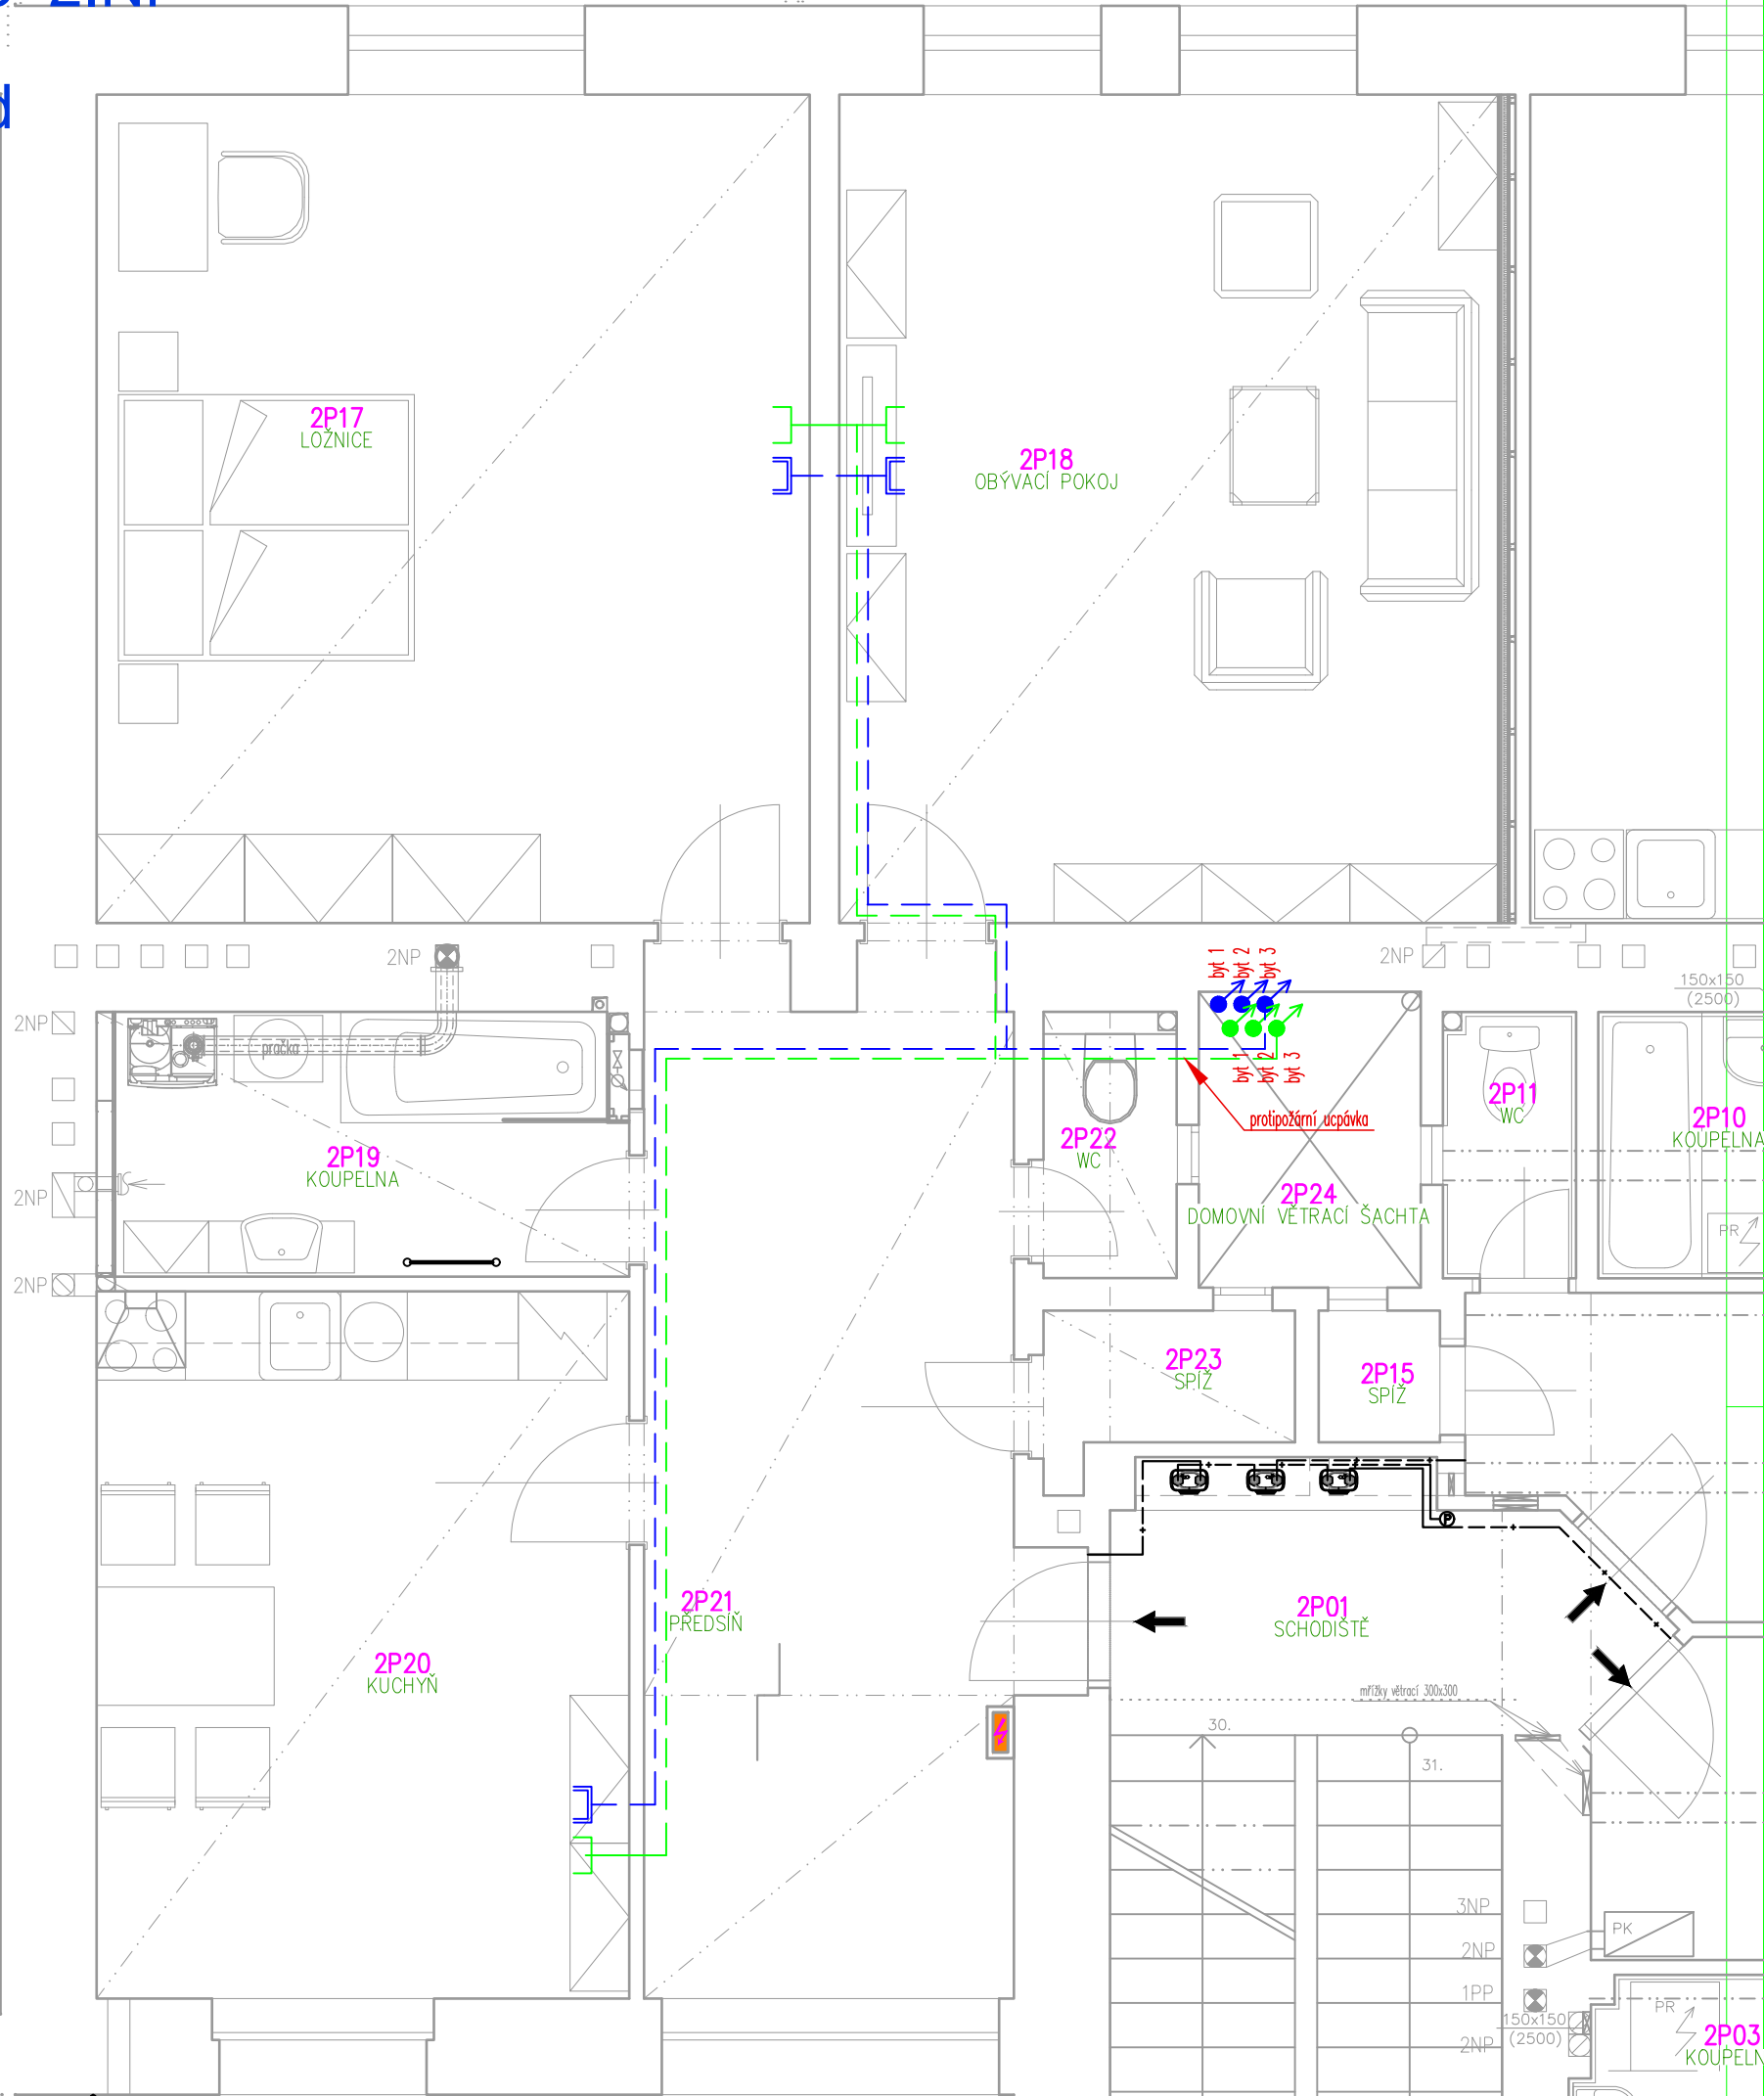 2P17
LOŽNICE
2P18
OBÝVACÍ POKOJ
2NP
byt 1
byt 2
byt 3
2NP
150x150
(2500)
2NP
pračka
byt 1
byt 2
byt 3
protipožární ucpávka
2P11
WC
2P10
KOUPELNA
2P22
WC
2P19
KOUPELNA
2NP
2P24
DOMOVNÍ VĚTRACÍ ŠACHTA
PR
2NP
2P23
SPÍŽ
2P15
SPÍŽ
P
2P21
PŘEDSÍŇ
2P01
SCHODIŠTĚ
2P20
KUCHYŇ
mřížky větrací 300x300
30.
31.
3NP
PK
2NP
1PP
PR
150x150
(2500)
2NP
2P03